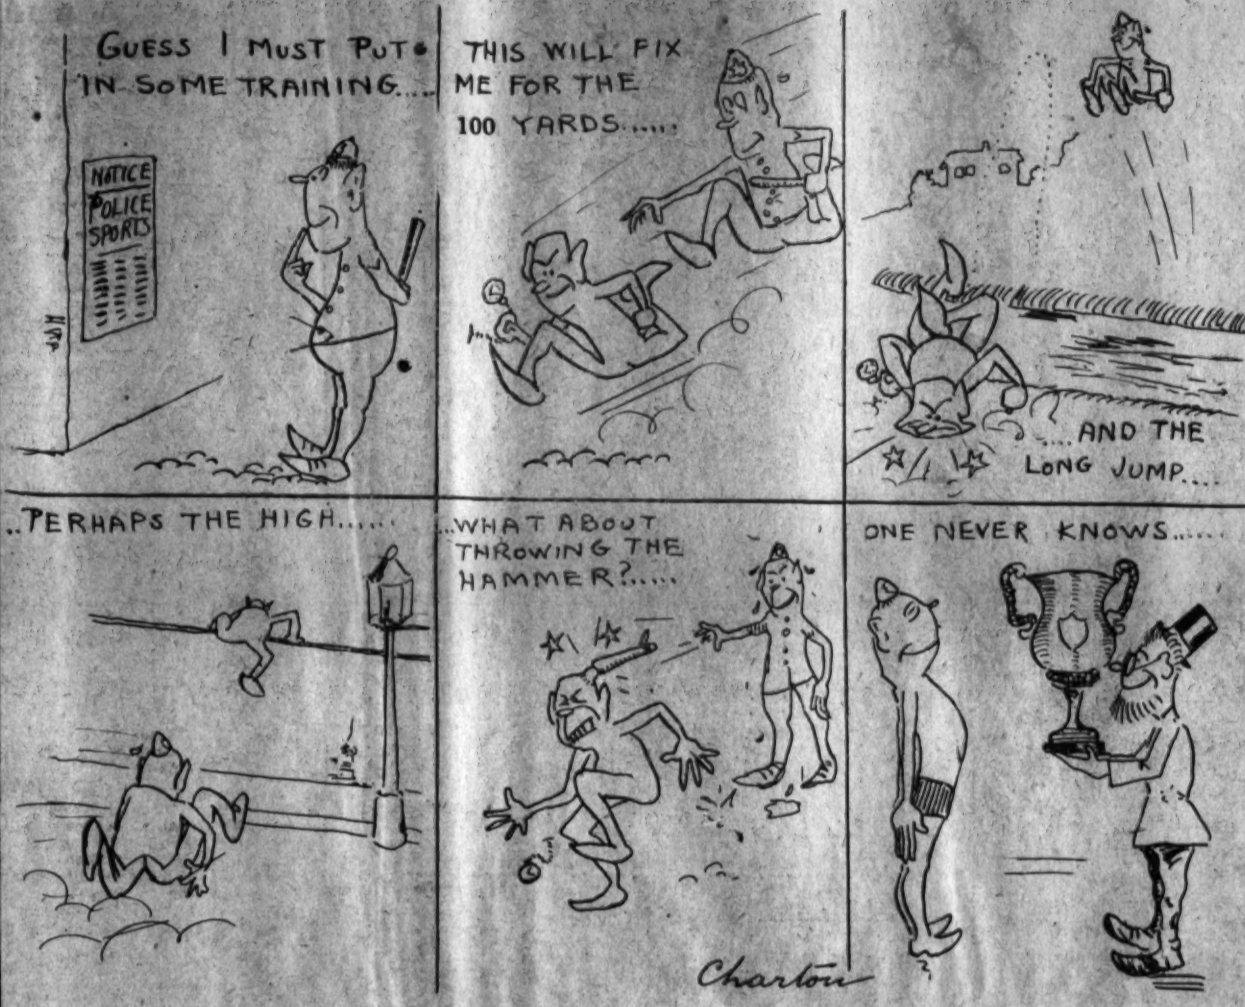 GUESS I MUST PUT
IN SOME TRAINING.....
NOTICE
POLICE
SPORTS
THIS WILL FIX
ME FOR THE
100 YARDS......
....AND THE
LONG JUMP....
..PERHAPS THE HIGH......
...WHAT ABOUT
THROWING THE
HAMMER?.....
ONE NEVER KNOWS......
Charton